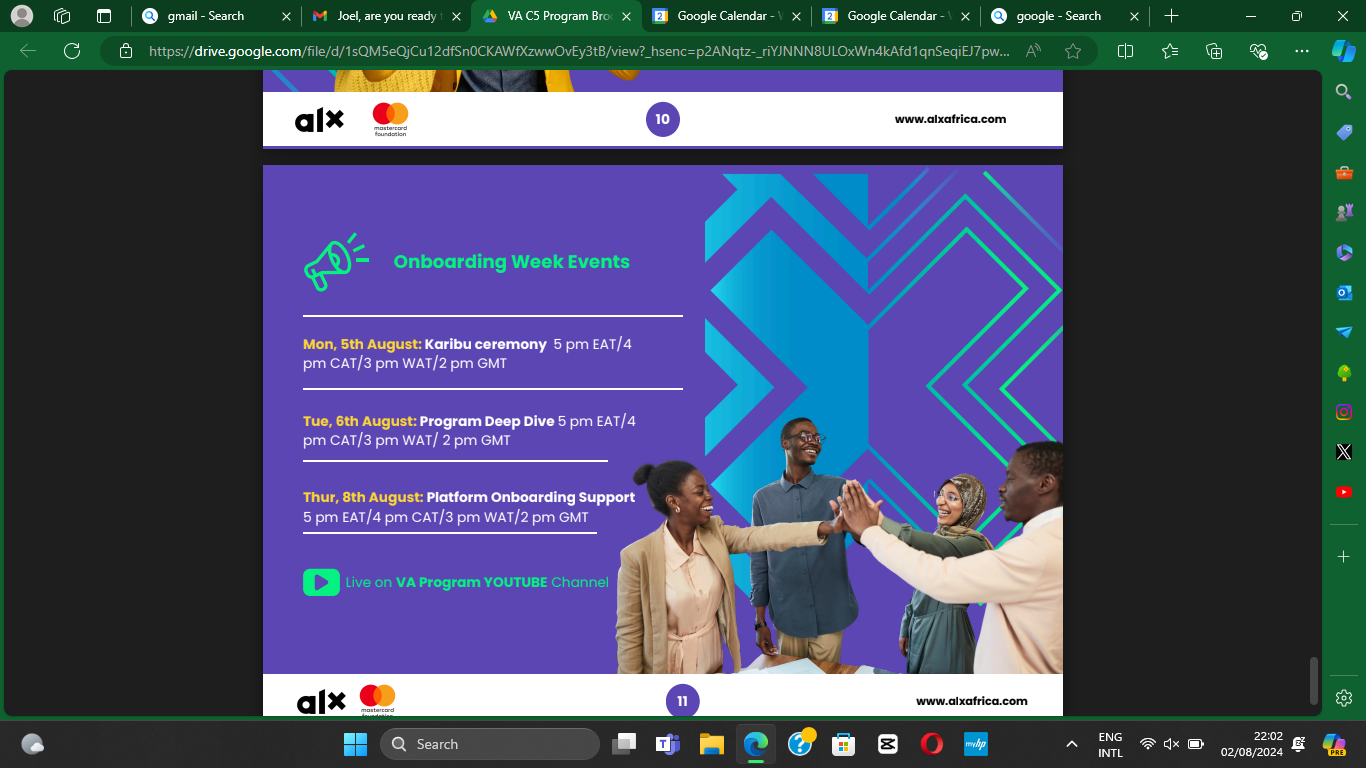 gmail - Search
Joel, are you ready
VA C5 Program Bro
Google Calendar - 
Google Calendar - 
google - Search
https://drive.google.com/file/d/1sQM5eQjCu12dfSn0CKAWfXzwwOvEy3tB/view?_hsenc=p2ANqtz-_riYJNNN8ULOxWn4kAfd1qnSeqiEJ7pw...
alx
mastercard
foundation
10
www.alxafrica.com
Onboarding Week Events
Mon, 5th August: Karibu ceremony 5 pm EAT/4
pm CAT/3 pm WAT/2 pm GMT
Tue, 6th August: Program Deep Dive 5 pm EAT/4
pm CAT/3 pm WAT/ 2 pm GMT
Thur, 8th August: Platform Onboarding Support
5 pm EAT/4 pm CAT/3 pm WAT/2 pm GMT
Live on VA Program YOUTUBE Channel
alx
mastercard
foundation
11
www.alxafrica.com
Search
myhp
ENG
INTL
22:02
02/08/2024
PRE